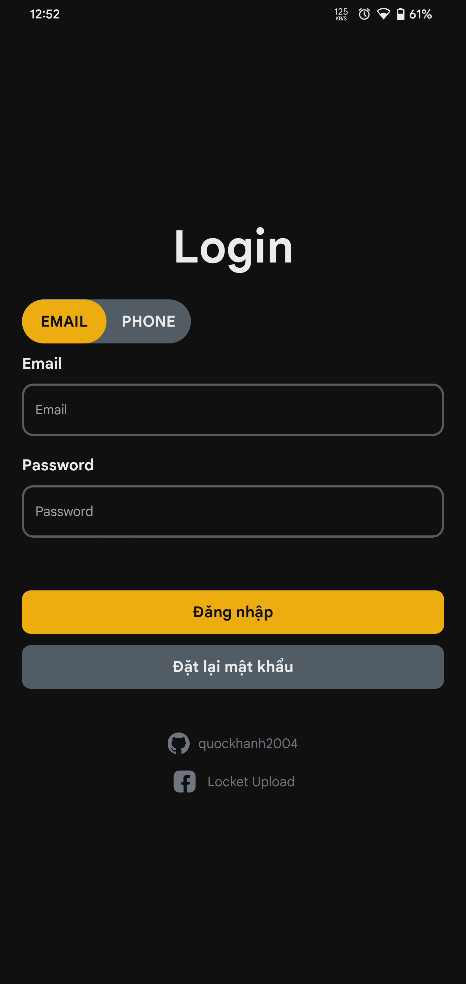 12:52
125
KB/S
61%
Login
EMAIL
PHONE
Email
Email
Password
Password
Đăng nhập
Đặt lại mật khẩu
quockhanh2004
Locket Upload